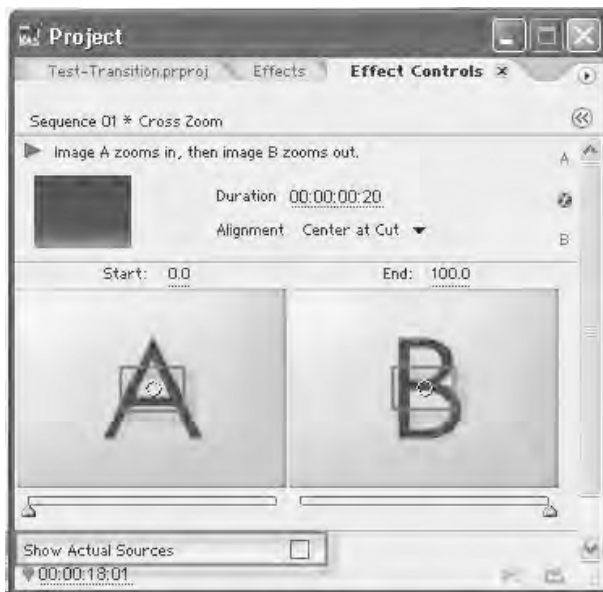 Project
Test-Transition.prproj Effects Effect Controls x
Sequence 01 * Cross Zoom
Image A zooms in, then image B zooms out.
A
Duration 00:00:00:20
Alignment Center at Cut
B
Start: 0.0 End: 100.0
A B
Show Actual Sources
00:00:18:01